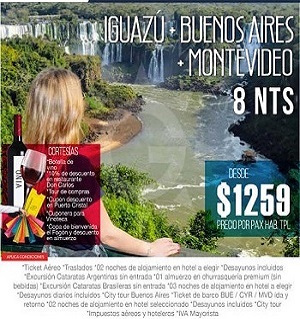 IGUAZÚ + BUENOS AIRES
+ MONTEVIDEO
8 NTS
CORTESÍAS
*Botella de
vino
*10% de descuento
en restaurante
Don Carlos
*Tour de compras
*Cupon descuento
en Puerto Cristal
*Cuponera para
Vinoteca
*Copa de bienvenida
el Fogón y descuento
en almuerzo
APLICA CONDICIONES
DESDE
$1259
PRECIO POR PAX HAB. TPL
*Ticket Aéreo *Traslados *02 noches de alojamiento en hotel a elegir *Desayunos incluidos
*Excursión Cataratas Argentinas sin entrada *01 almuerzo en churrasquería premium (sin
bebidas) *Excursión Cataratas Brasileras sin entrada *03 noches de alojamiento en hotel a
elegir *Desayunos diarios incluidos *City tour Buenos Aires *Ticket de barco BUE / CYR / MVD ida y
retorno *02 noches de alojamiento en hotel seleccionado *Desayunos incluidos *City tour
*Impuestos aéreos y hoteleros *IVA Mayorista